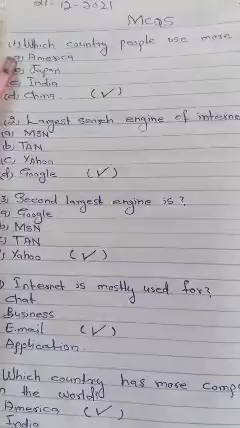 21-12-2021
MCQS
(1) Which country people use more
(a) America
(b) Japan
(c) India
(d) China (✓)
(2) Largest search engine of interne
(a) MSN
(b) TAN
(c) Yahoo
(d) Google (✓)
3) Second largest engine is?
a) Google
b) MSN
c) TAN
) Yahoo (✓)
) Internet is mostly used for?
Chat
Business
E.mail (✓)
Application.
Which country has more comp
n the world?
America (✓)
India